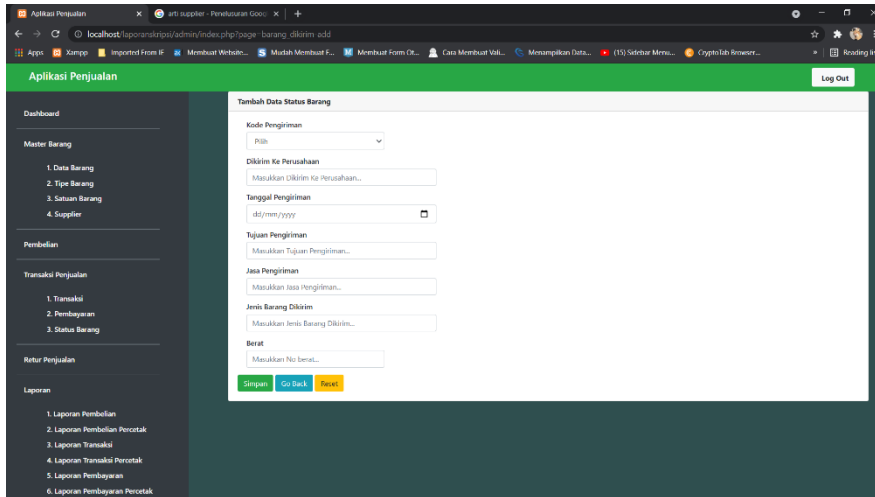 Aplikasi Penjualan
arti supplier - Penelusuran Goog
localhost/laporanskripsi/admin/index.php?page=barang_dikirim-add
Apps Xampp Imported From IE Membuat Website... Mudah Membuat F... Membuat Form Ot... Cara Membuat Vali... Menampilkan Data... (15) Sidebar Menu... CryptoTab Browser... » Reading lis
Aplikasi Penjualan
Log Out
Dashboard
Master Barang
1. Data Barang
2. Tipe Barang
3. Satuan Barang
4. Supplier
Pembelian
Transaksi Penjualan
1. Transaksi
2. Pembayaran
3. Status Barang
Retur Penjualan
Laporan
1. Laporan Pembelian
2. Laporan Pembelian Percetak
3. Laporan Transaksi
4. Laporan Transaksi Percetak
5. Laporan Pembayaran
6. Laporan Pembayaran Percetak
Tambah Data Status Barang
Kode Pengiriman
Pilih
Dikirim Ke Perusahaan
Masukkan Dikirim Ke Perusahaan...
Tanggal Pengiriman
dd/mm/yyyy
Tujuan Pengiriman
Masukkan Tujuan Pengiriman...
Jasa Pengiriman
Masukkan Jasa Pengiriman...
Jenis Barang Dikirim
Masukkan Jenis Barang Dikirim...
Berat
Masukkan No berat...
Simpan Go Back Reset